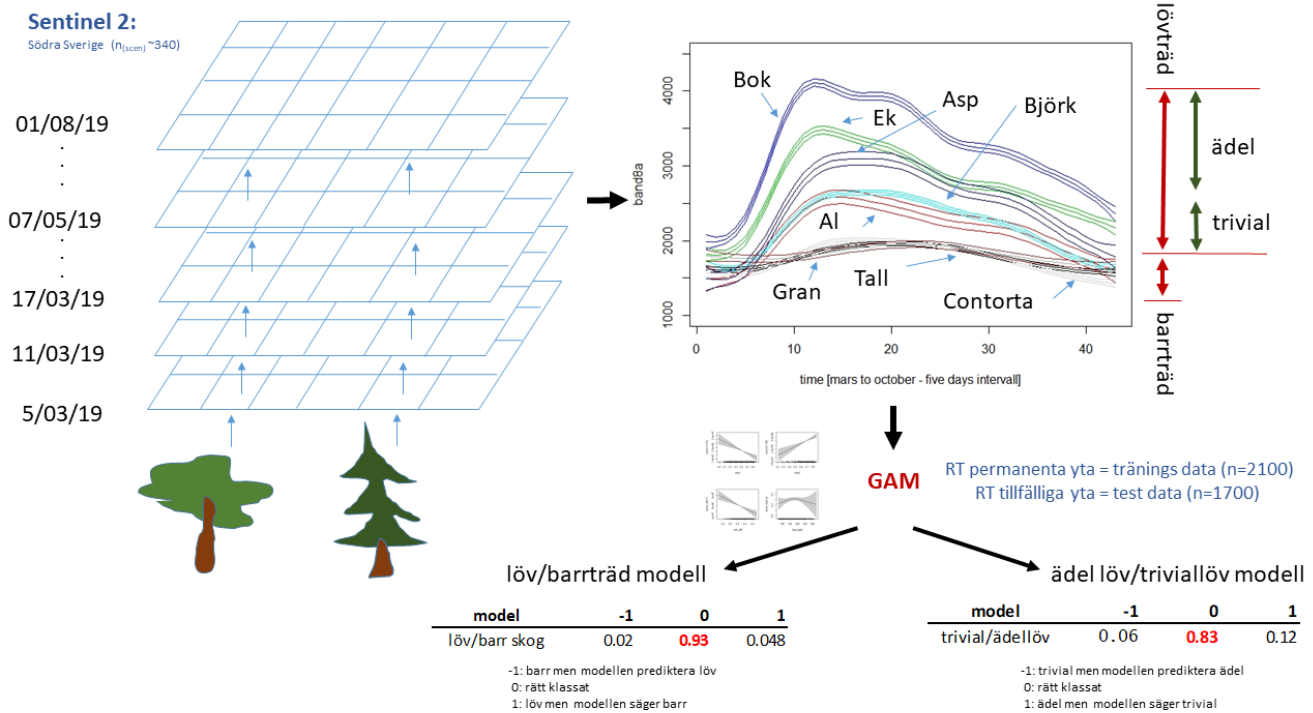 Sentinel 2:
Södra Sverige (n(scen) ~340)
01/08/19
.
.
.
07/05/19
.
.
.
17/03/19
11/03/19
5/03/19
band8a
1000
2000
3000
4000
0
10
20
30
40
time [mars to october - five days intervall]
Bok
Ek
Asp
Björk
Al
Gran
Tall
Contorta
lövträd
ädel
trivial
barrträd
GAM
RT permanenta yta = tränings data (n=2100)
RT tillfälliga yta = test data (n=1700)
löv/barrträd modell
model -1 0 1
löv/barr skog 0.02 0.93 0.048
-1: barr men modellen prediktera löv
0: rätt klassat
1: löv men modellen säger barr
ädel löv/triviallöv modell
model -1 0 1
trivial/ädellöv 0.06 0.83 0.12
-1: trivial men modellen prediktera ädel
0: rätt klassat
1: ädel men modellen säger trivial